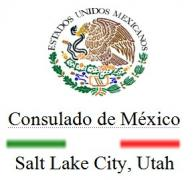 ESTADOS UNIDOS MEXICANOS
Consulado de México
Salt Lake City, Utah